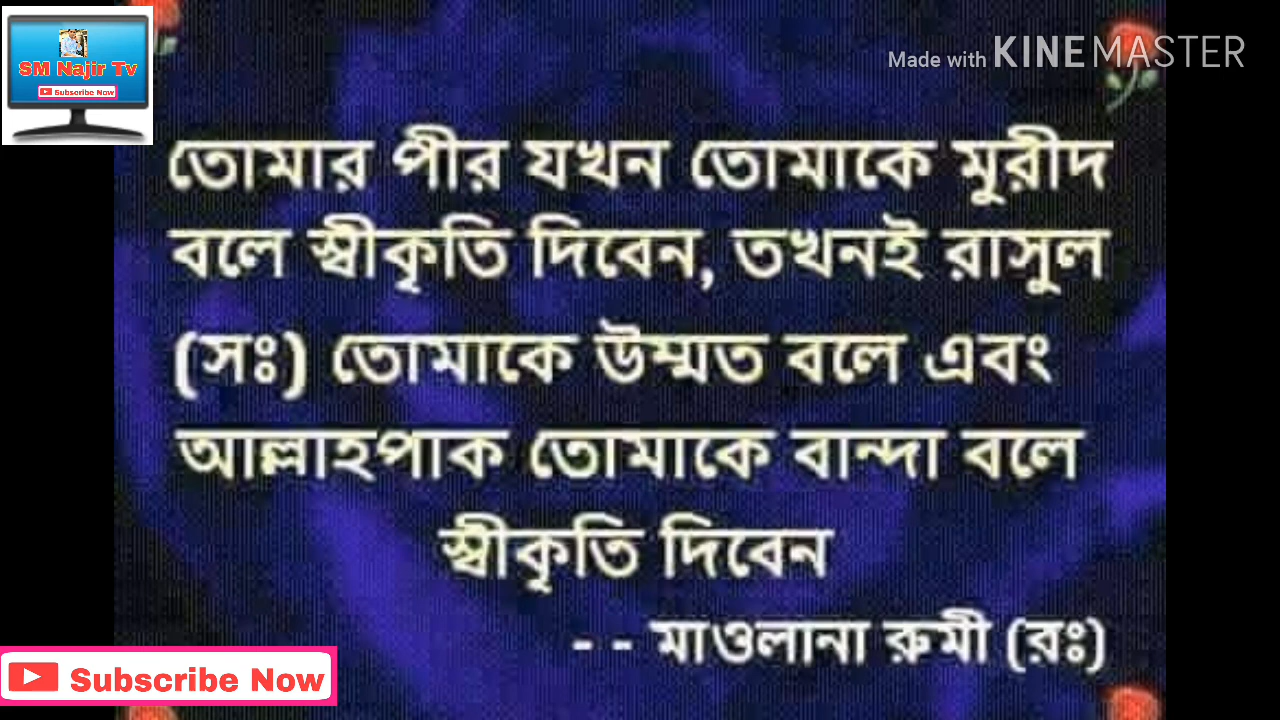 SM Najir Tv
Subscribe Now
Made with KINEMASTER
তোমার পীর যখন তোমাকে মুরীদ
বলে স্বীকৃতি দিবেন, তখনই রাসুল
(সঃ) তোমাকে উম্মত বলে এবং
আল্লাহপাক তোমাকে বান্দা বলে
স্বীকৃতি দিবেন
- - মাওলানা রুমী (রঃ)
Subscribe Now